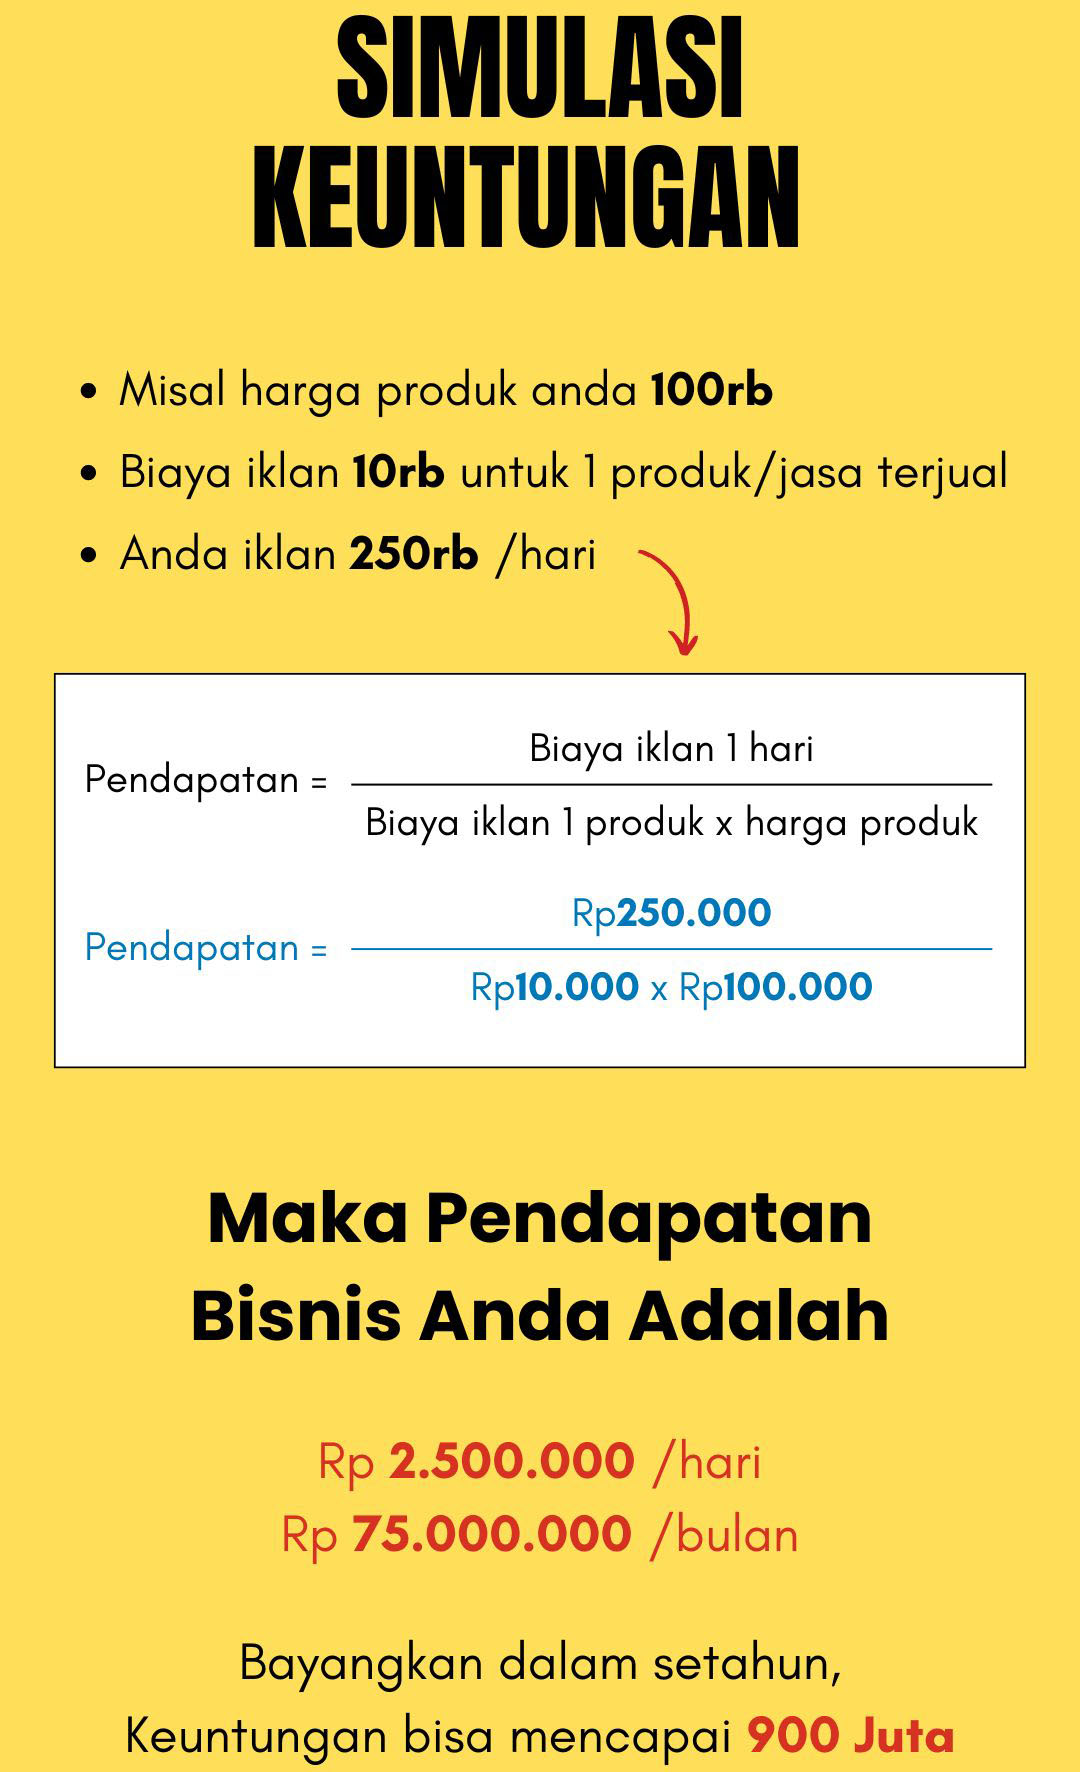 SIMULASI
KEUNTUNGAN
• Misal harga produk anda 100rb
• Biaya iklan 10rb untuk 1 produk/jasa terjual
• Anda iklan 250rb /hari
Biaya iklan 1 hari
Pendapatan =
Biaya iklan 1 produk x harga produk
Rp250.000
Pendapatan =
Rp10.000 x Rp100.000
Maka Pendapatan
Bisnis Anda Adalah
Rp 2.500.000 /hari
Rp 75.000.000 /bulan
Bayangkan dalam setahun,
Keuntungan bisa mencapai 900 Juta